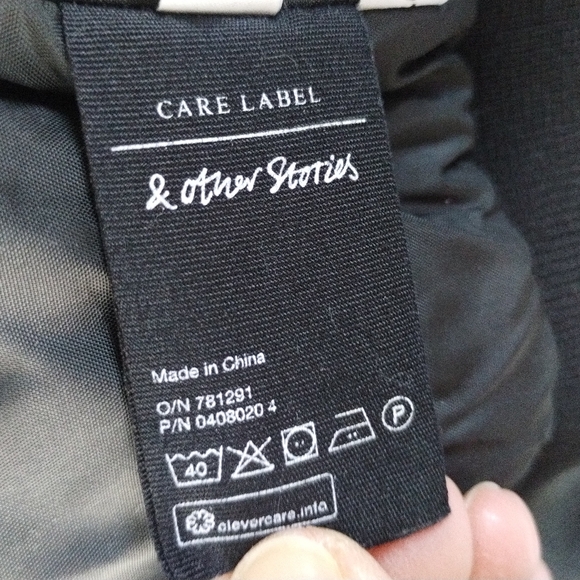 CARE LABEL
& other Stories
Made in China
O/N 781291
P/N 0408020 4
40 P
clevercare.info